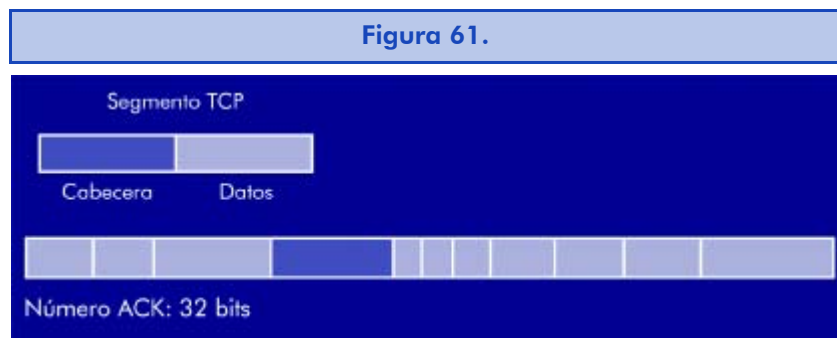 Figura 61.
Segmento TCP
Cabecera Datos
Número ACK: 32 bits